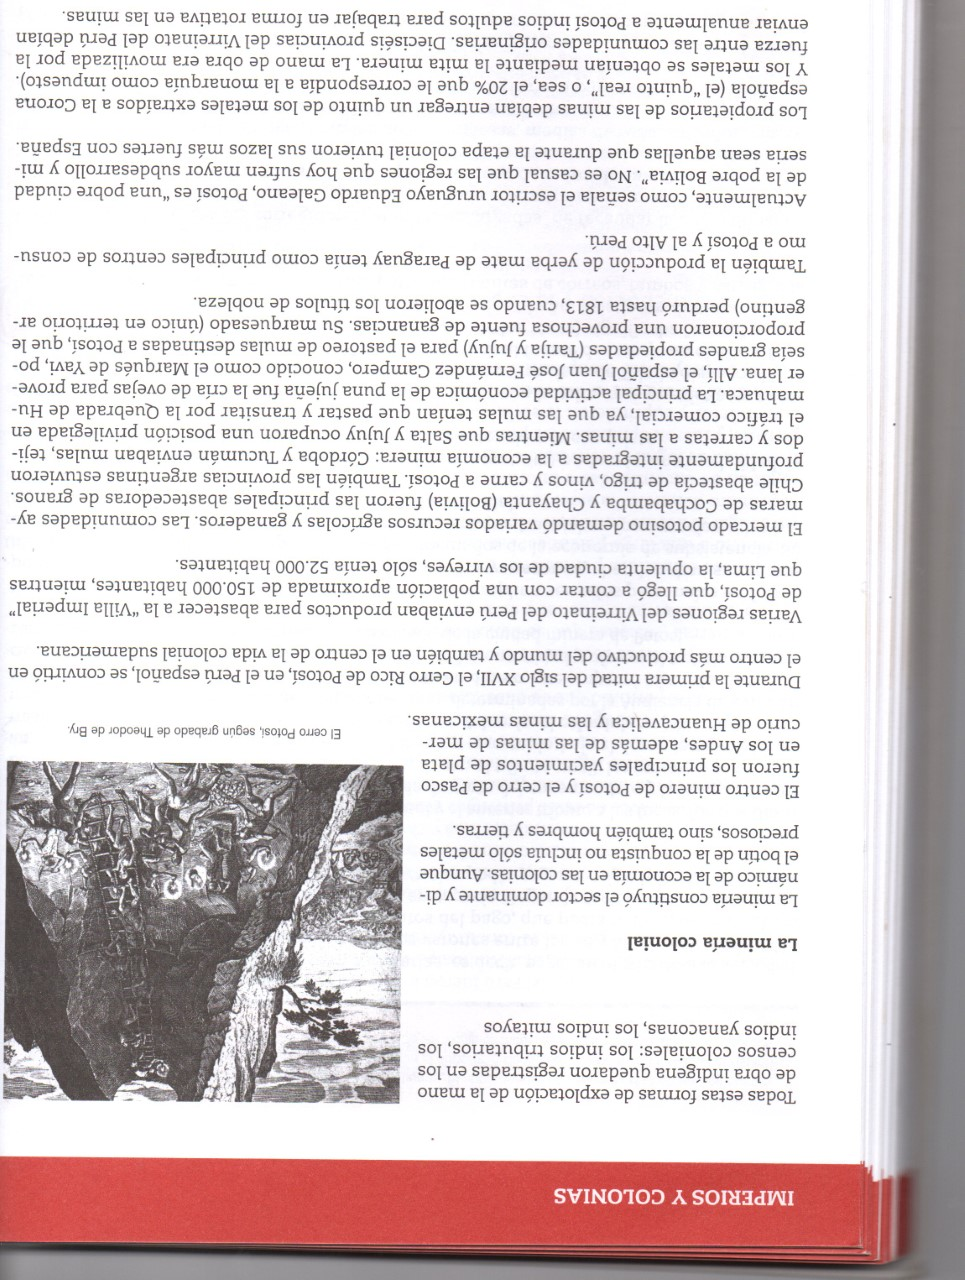 IMPERIOS Y COLONIAS
Todas estas formas de explotación de la mano
de obra indígena quedaron registradas en los
censos coloniales: los indios tributarios, los
indios yanaconas, los indios mitayos
La minería colonial
La minería constituyó el sector dominante y di-
námico de la economía en las colonias. Aunque
el botín de la conquista no incluía sólo metales
preciosos, sino también hombres y tierras.
El centro minero de Potosí y el cerro de Pasco
fueron los principales yacimientos de plata
en los Andes, además de las minas de mer-
curio de Huancavelica y las minas mexicanas.
El cerro Potosí, según grabado de Theodor de Bry.
Durante la primera mitad del siglo XVII, el Cerro Rico de Potosí, en el Perú español, se convirtió en
el centro más productivo del mundo y también en el centro de la vida colonial sudamericana.
Varias regiones del Virreinato del Perú enviaban productos para abastecer a la "Villa Imperial"
de Potosí, que llegó a contar con una población aproximada de 150.000 habitantes, mientras
que Lima, la opulenta ciudad de los virreyes, sólo tenía 52.000 habitantes.
El mercado potosino demandó variados recursos agrícolas y ganaderos. Las comunidades ay-
maras de Cochabamba y Chayanta (Bolivia) fueron las principales abastecedoras de granos.
Chile abastecía de trigo, vinos y carne a Potosí. También las provincias argentinas estuvieron
profundamente integradas a la economía minera: Córdoba y Tucumán enviaban mulas, teji-
dos y carretas a las minas. Mientras que Salta y Jujuy ocuparon una posición privilegiada en
el tráfico comercial, ya que las mulas tenían que pastar y transitar por la Quebrada de Hu-
mahuaca. La principal actividad económica de la puna jujeña fue la cría de ovejas para prove-
er lana. Allí, el español Juan José Fernández Campero, conocido como el Marqués de Yavi, po-
seía grandes propiedades (Tarija y Jujuy) para el pastoreo de mulas destinadas a Potosí, que le
proporcionaron una provechosa fuente de ganancias. Su marquesado (único en territorio ar-
gentino) perduró hasta 1813, cuando se abolieron los títulos de nobleza.
También la producción de yerba mate de Paraguay tenía como principales centros de consu-
mo a Potosí y al Alto Perú.
Actualmente, como señala el escritor uruguayo Eduardo Galeano, Potosí es "una pobre ciudad
de la pobre Bolivia". No es casual que las regiones que hoy sufren mayor subdesarrollo y mi-
seria sean aquellas que durante la etapa colonial tuvieron sus lazos más fuertes con España.
Los propietarios de las minas debían entregar un quinto de los metales extraídos a la Corona
española (el "quinto real", o sea, el 20% que le correspondía a la monarquía como impuesto).
Y los metales se obtenían mediante la mita minera. La mano de obra era movilizada por la
fuerza entre las comunidades originarias. Dieciséis provincias del Virreinato del Perú debían
enviar anualmente a Potosí indios adultos para trabajar en forma rotativa en las minas.